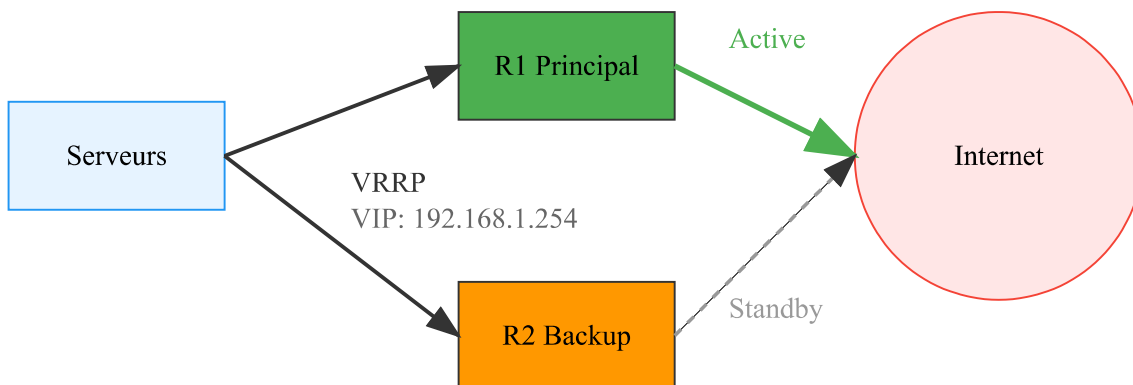 Active
R1 Principal
Serveurs
Internet
VRRP
VIP: 192.168.1.254
Standby
R2 Backup